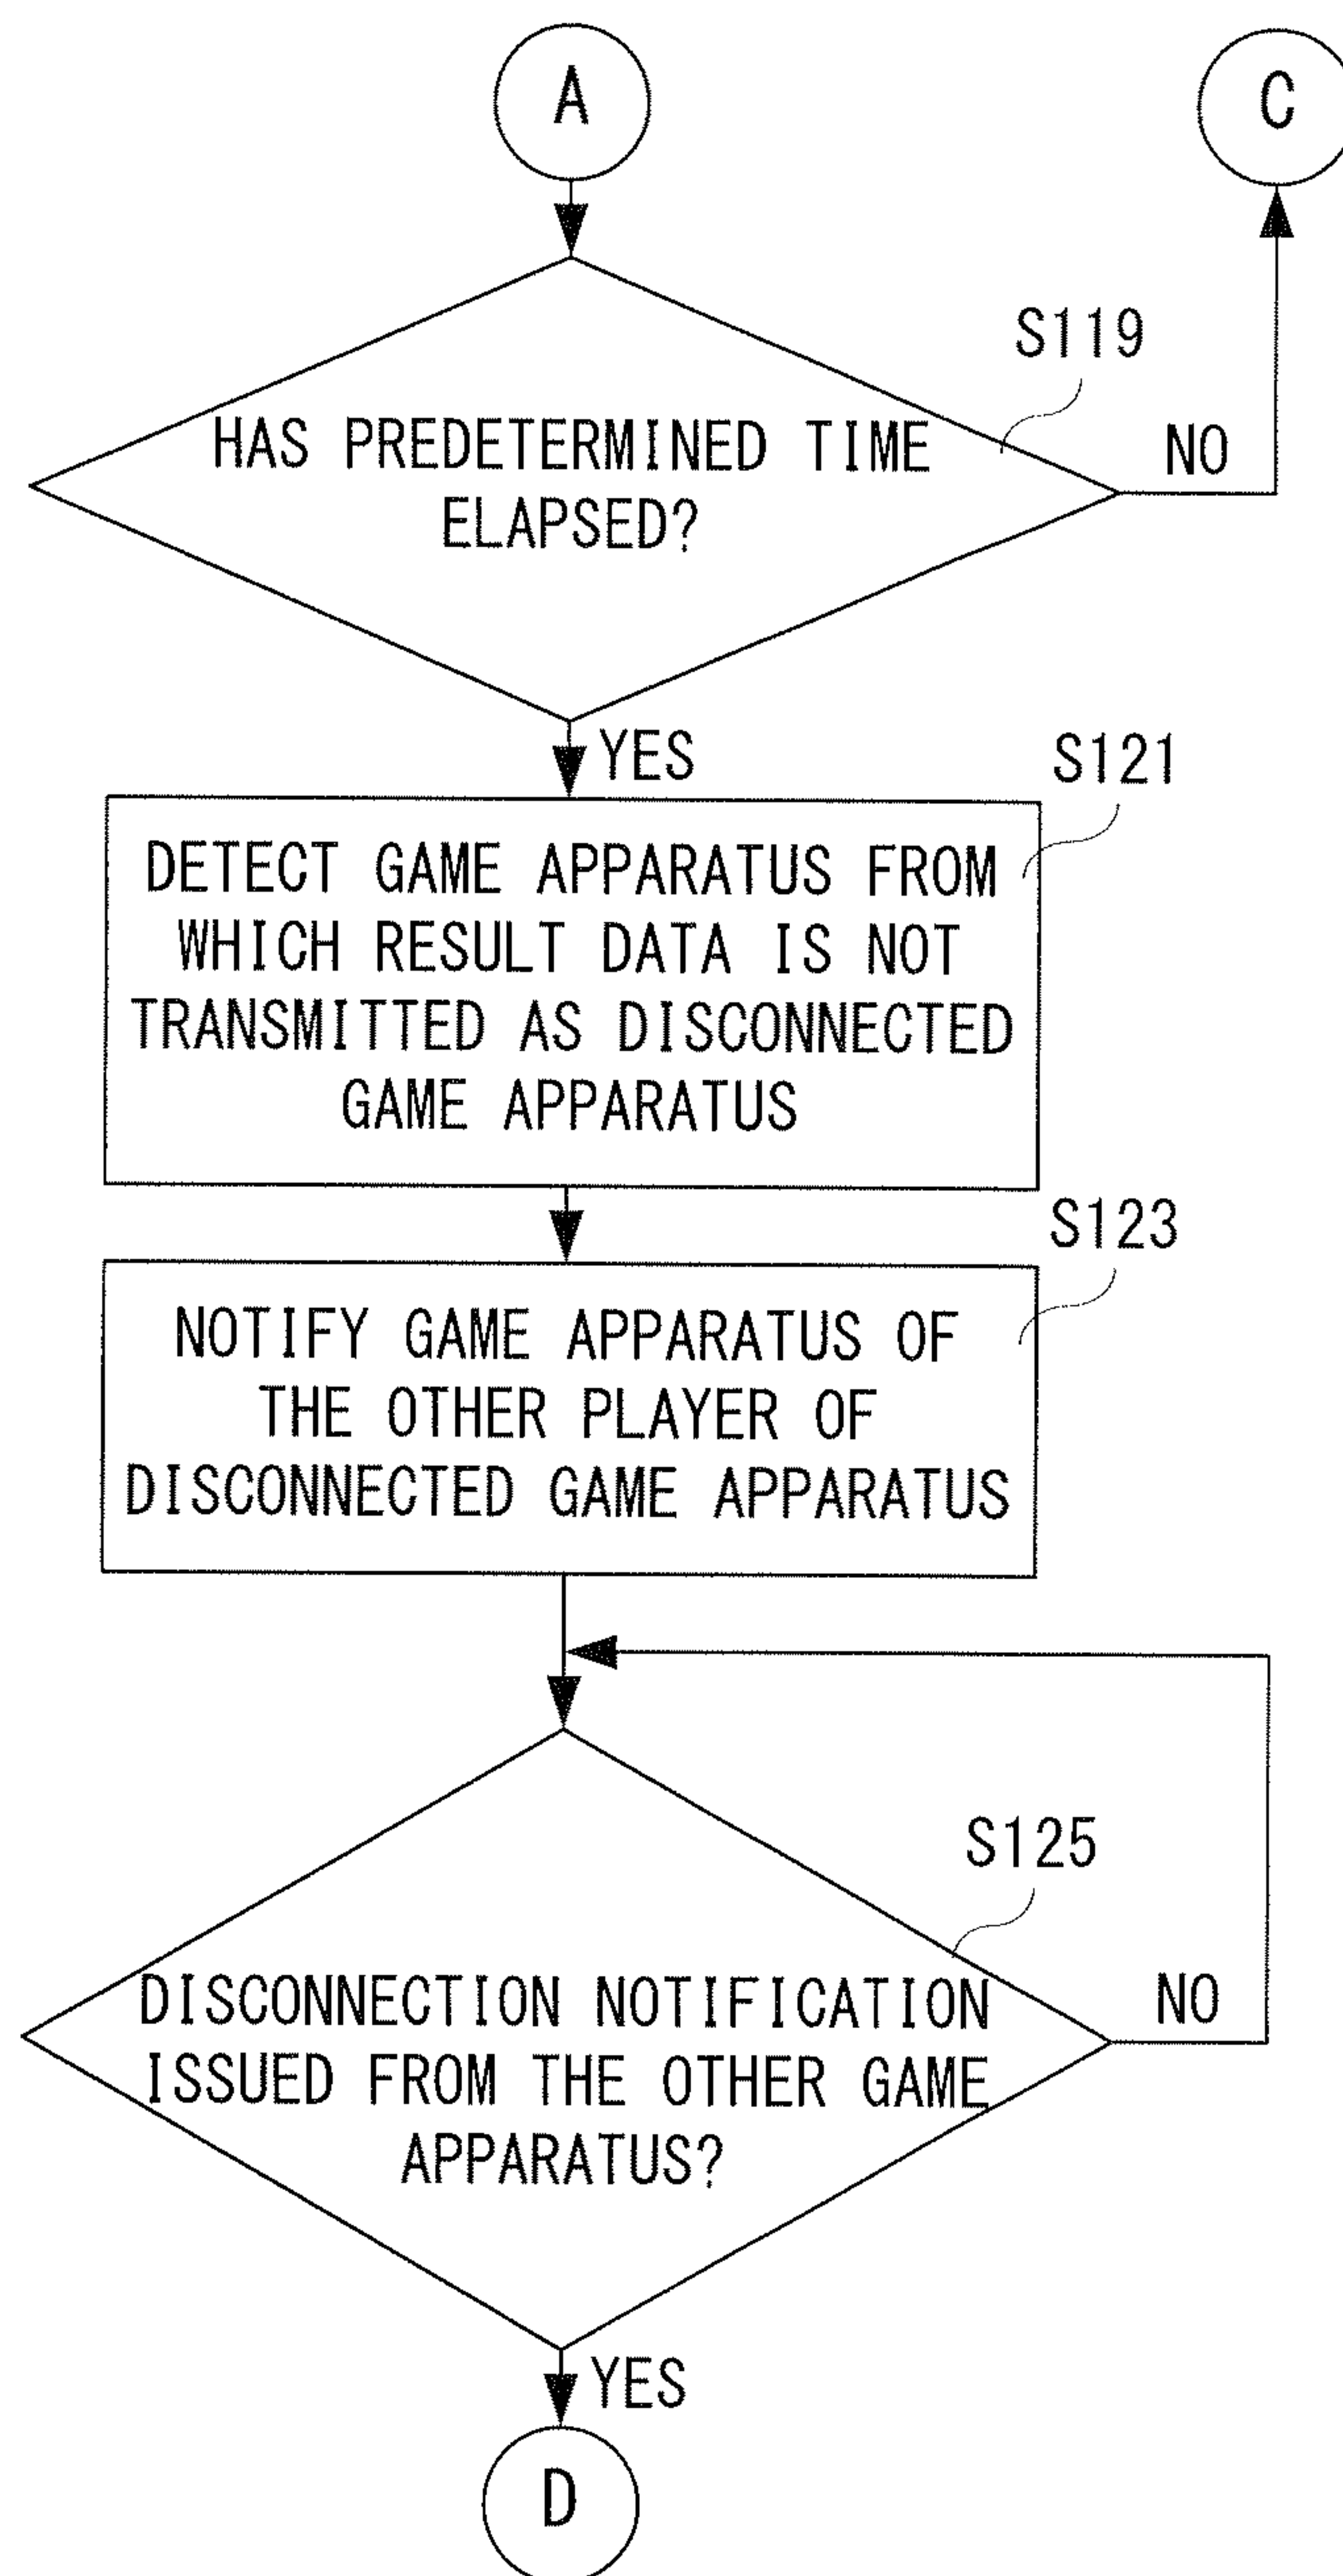 A
C
S119
HAS PREDETERMINED TIME
ELAPSED?
NO
YES
S121
DETECT GAME APPARATUS FROM
WHICH RESULT DATA IS NOT
TRANSMITTED AS DISCONNECTED
GAME APPARATUS
S123
NOTIFY GAME APPARATUS OF
THE OTHER PLAYER OF
DISCONNECTED GAME APPARATUS
S125
DISCONNECTION NOTIFICATION
ISSUED FROM THE OTHER GAME
APPARATUS?
NO
YES
D